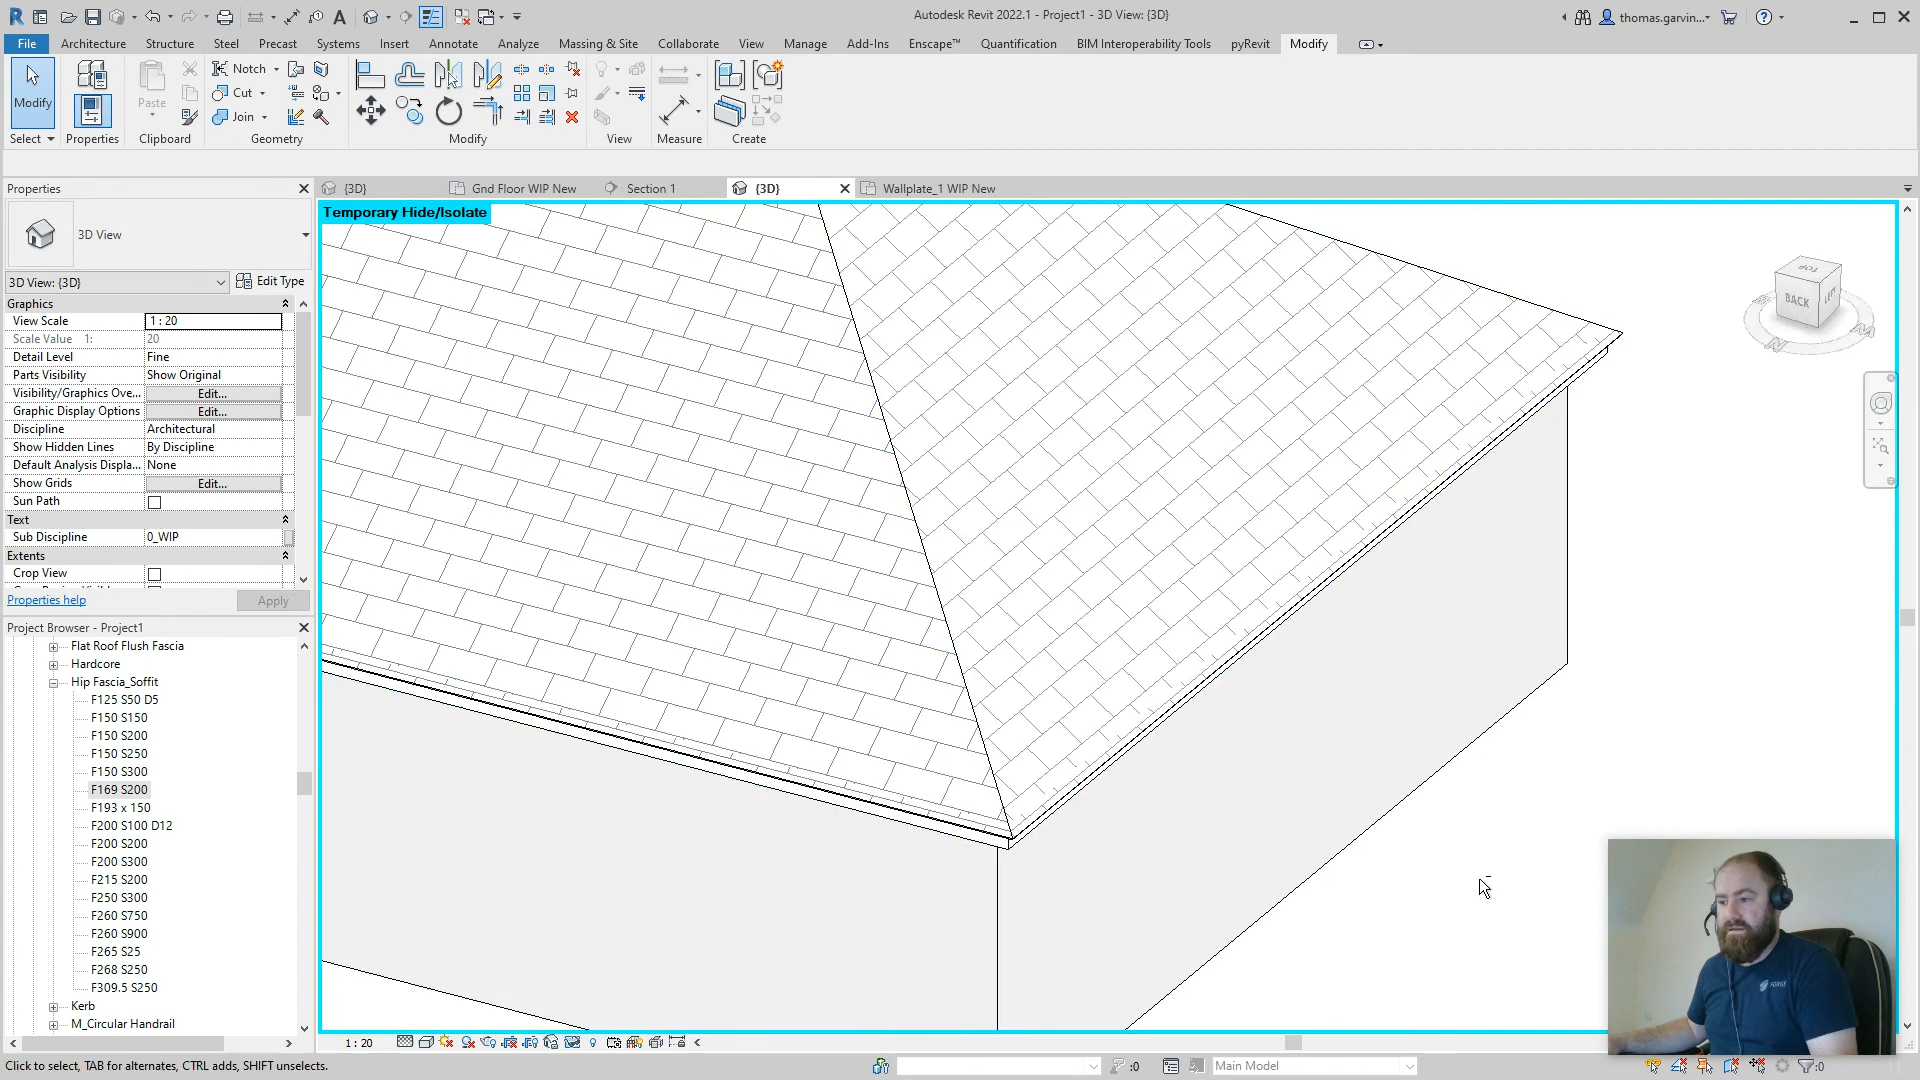 Autodesk Revit 2022.1 - Project1 - 3D View: {3D}
thomas.garvin...
File Architecture Structure Steel Precast Systems Insert Annotate Analyze Massing & Site Collaborate View Manage Add-Ins Enscape™ Quantification BIM Interoperability Tools pyRevit Modify
Modify
Paste
Notch
Cut
Join
Select Properties Clipboard Geometry Modify View Measure Create
Properties
{3D} Gnd Floor WIP New Section 1 {3D} Wallplate_1 WIP New
Temporary Hide/Isolate
3D View
3D View: {3D} Edit Type
Graphics
View Scale 1 : 20
Scale Value 1: 20
Detail Level Fine
Parts Visibility Show Original
Visibility/Graphics Ove... Edit...
Graphic Display Options Edit...
Discipline Architectural
Show Hidden Lines By Discipline
Default Analysis Displa... None
Show Grids Edit...
Sun Path
Text
Sub Discipline 0_WIP
Extents
Crop View
Properties help Apply
TOP
BACK
LEFT
Project Browser - Project1
Flat Roof Flush Fascia
Hardcore
Hip Fascia_Soffit
F125 S50 D5
F150 S150
F150 S200
F150 S250
F150 S300
F169 S200
F193 x 150
F200 S100 D12
F200 S200
F200 S300
F215 S200
F250 S300
F260 S750
F260 S900
F265 S25
F268 S250
F309.5 S250
Kerb
M_Circular Handrail
FORGE
1 : 20
Click to select, TAB for alternates, CTRL adds, SHIFT unselects.
:0
Main Model
:0